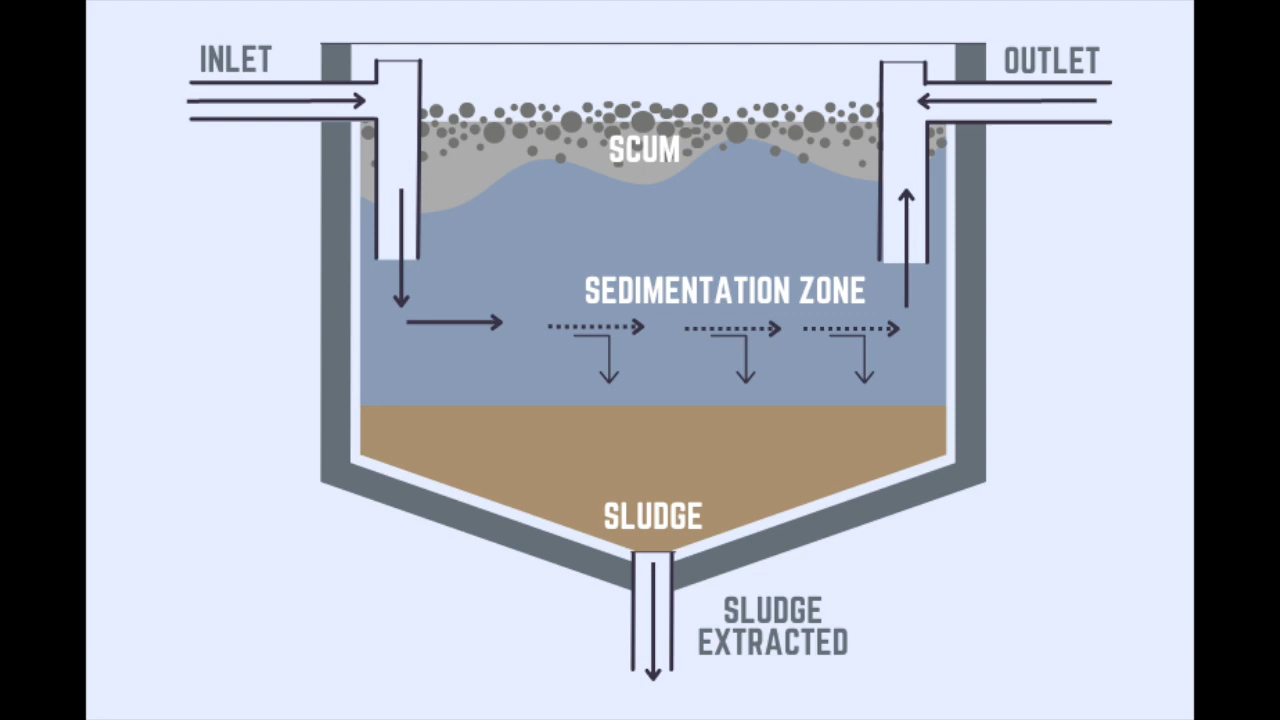 INLET
OUTLET
SCUM
SEDIMENTATION ZONE
SLUDGE
SLUDGE
EXTRACTED